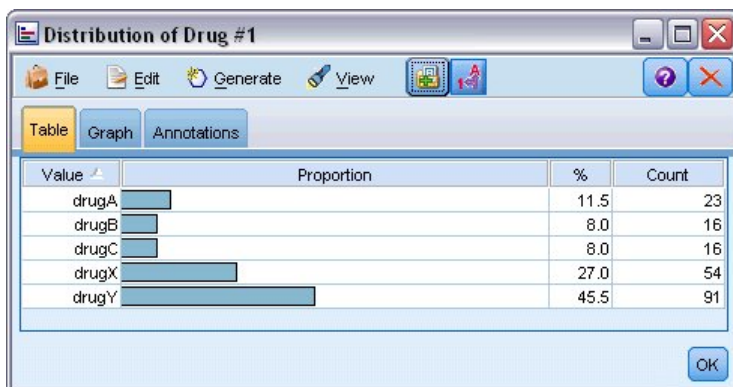 Distribution of Drug #1
File Edit Generate View
Table Graph Annotations
Value Proportion % Count
drugA 11.5 23
drugB 8.0 16
drugC 8.0 16
drugX 27.0 54
drugY 45.5 91
OK